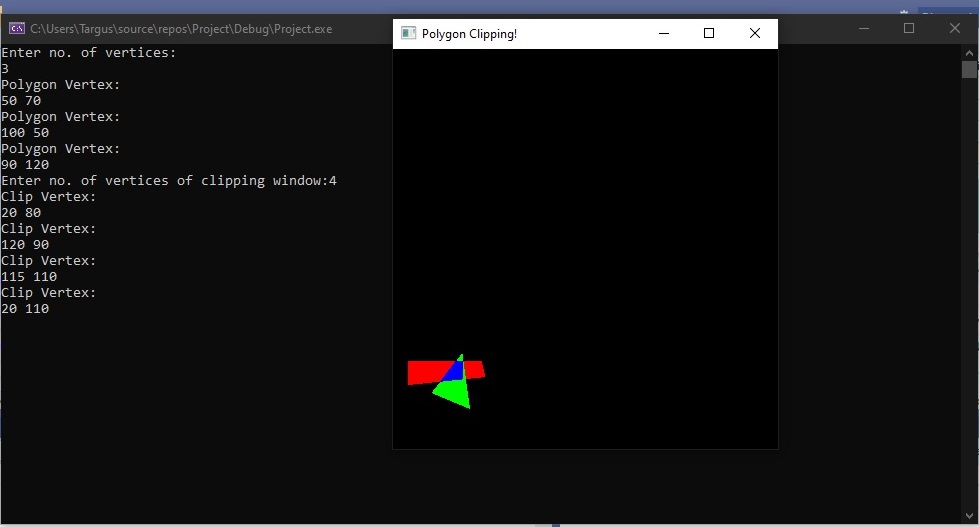 C:\Users\Targus\source\repos\Project\Debug\Project.exe
Polygon Clipping!
Enter no. of vertices:
3
Polygon Vertex:
50 70
Polygon Vertex:
100 50
Polygon Vertex:
90 120
Enter no. of vertices of clipping window:4
Clip Vertex:
20 80
Clip Vertex:
120 90
Clip Vertex:
115 110
Clip Vertex:
20 110